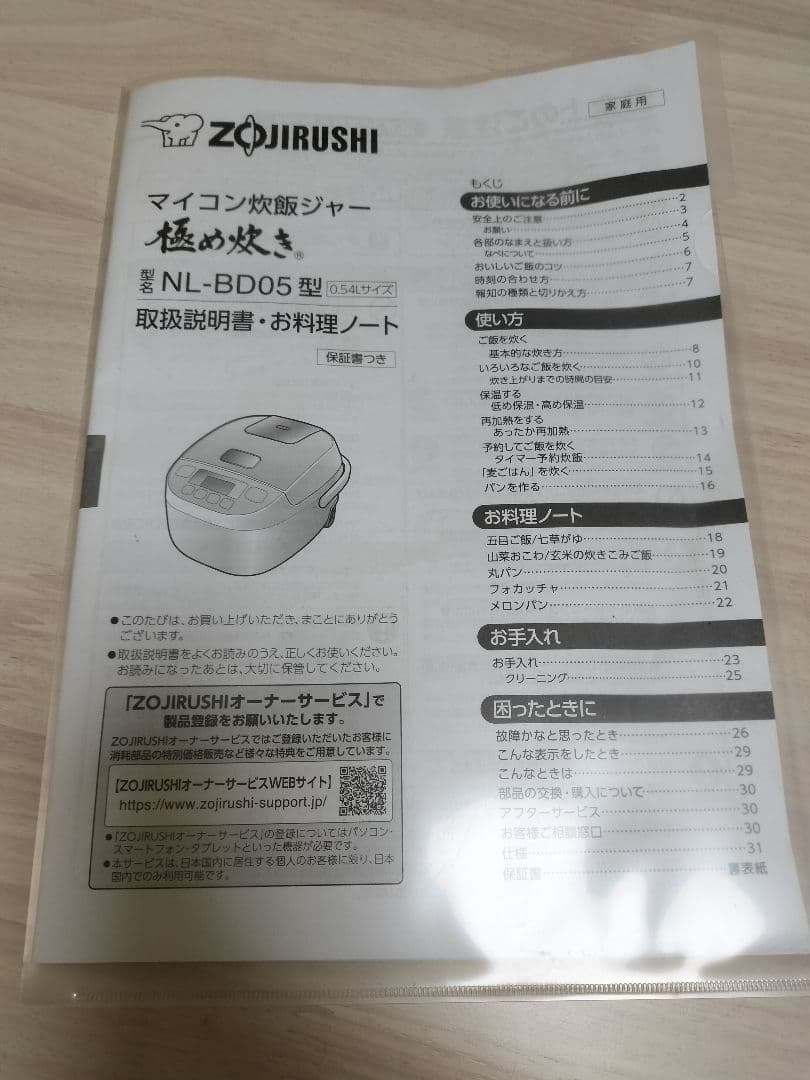 ZOJIRUSHI
家庭用
マイコン炊飯ジャー
極め炊き®
型名 NL-BD05型 0.54Lサイズ
取扱説明書・お料理ノート
保証書つき
●このたびは、お買い上げいただき、まことにありがとう
ございます。
●取扱説明書をよくお読みのうえ、正しくお使いください。
お読みになったあとは、大切に保管してください。
「ZOJIRUSHIオーナーサービス」で
製品登録をお願いいたします。
ZOJIRUSHIオーナーサービスではご登録いただいたお客様に
消耗部品の特別価格販売など様々な特典をご用意しています。
【ZOJIRUSHIオーナーサービスWEBサイト】
https://www.zojirushi-support.jp/
●「ZOJIRUSHIオーナーサービス」の登録についてはパソコン・
スマートフォン・タブレットといった機器が必要です。
●本サービスは、日本国内に居住する個人のお客様に限り、日本
国内でのみ利用可能です。
もくじ
お使いになる前に
安全上のご注意 2
お願い 3
各部のなまえと扱い方 4
なべについて 5
おいしいご飯のコツ 6
時刻の合わせ方 7
報知の種類と切りかえ方 7
使い方
ご飯を炊く
基本的な炊き方 8
いろいろなご飯を炊く 10
炊き上がりまでの時間の目安 11
保温する
低め保温・高め保温 12
再加熱をする
あったか再加熱 13
予約してご飯を炊く
タイマー予約炊飯 14
「麦ごはん」を炊く 15
パンを作る 16
お料理ノート
五目ご飯/七草がゆ 18
山菜おこわ/玄米の炊きこみご飯 19
丸パン 20
フォカッチャ 21
メロンパン 22
お手入れ
お手入れ 23
クリーニング 25
困ったときに
故障かなと思ったとき 26
こんな表示をしたとき 29
こんなときは 29
部品の交換・購入について 30
アフターサービス 30
お客様ご相談窓口 30
仕様 31
保証書 裏表紙